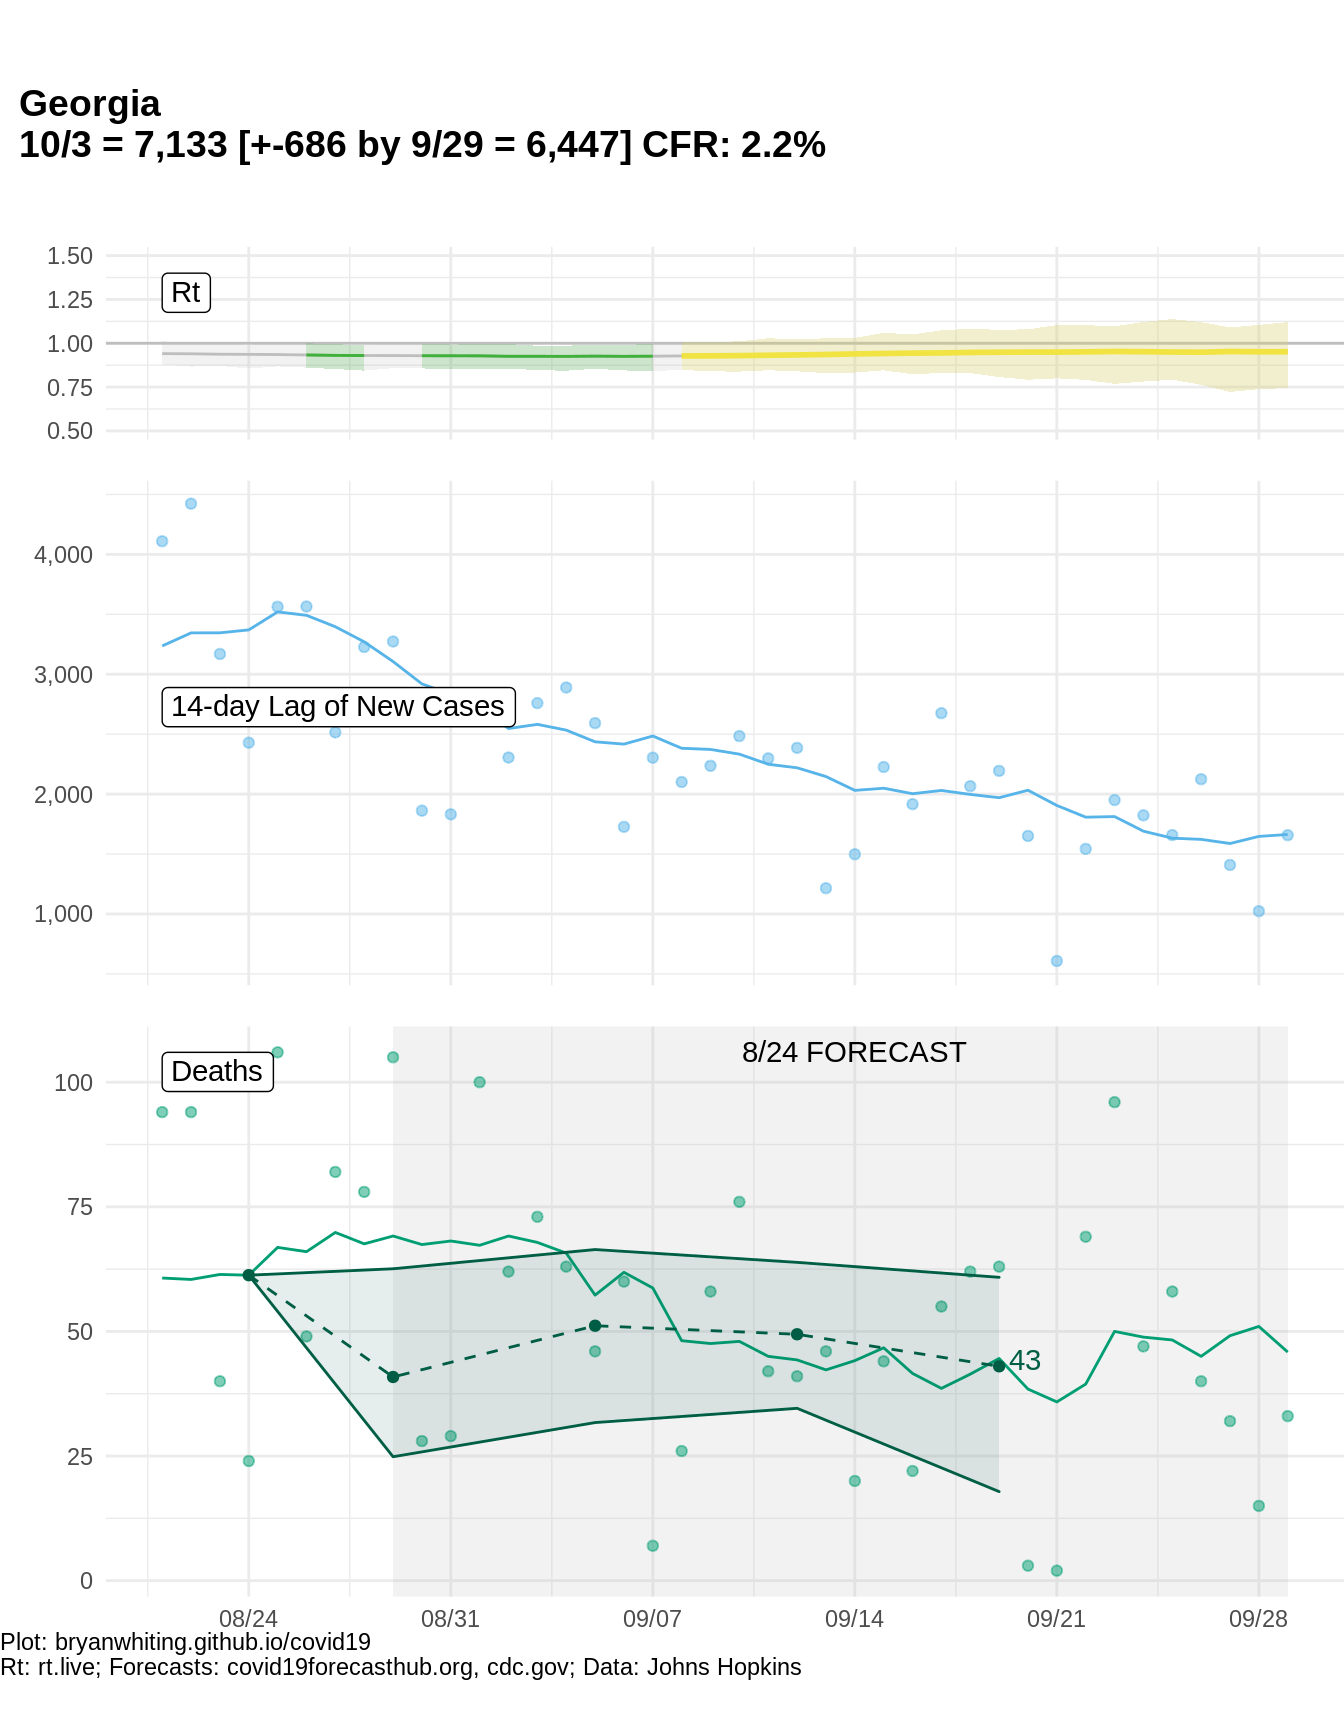 Georgia
10/3 = 7,133 [+-686 by 9/29 = 6,447] CFR: 2.2%
1.50
1.25
1.00
0.75
0.50
Rt
4,000
3,000
2,000
1,000
14-day Lag of New Cases
8/24 FORECAST
Deaths
100
75
50
25
0
43
08/24
08/31
09/07
09/14
09/21
09/28
Plot: bryanwhiting.github.io/covid19
Rt: rt.live; Forecasts: covid19forecasthub.org, cdc.gov; Data: Johns Hopkins